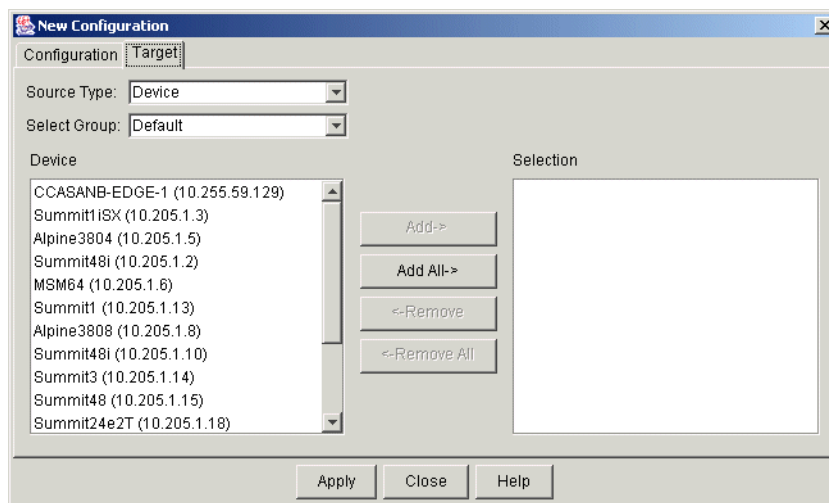 New Configuration
Configuration Target
Source Type: Device
Select Group: Default
Device
Selection
CCASANB-EDGE-1 (10.255.59.129)
Summit1iSX (10.205.1.3)
Alpine3804 (10.205.1.5)
Summit48i (10.205.1.2)
MSM64 (10.205.1.6)
Summit1 (10.205.1.13)
Alpine3808 (10.205.1.8)
Summit48i (10.205.1.10)
Summit3 (10.205.1.14)
Summit48 (10.205.1.15)
Summit24e2T (10.205.1.18)
Add->
Add All->
<-Remove
<-Remove All
Apply Close Help